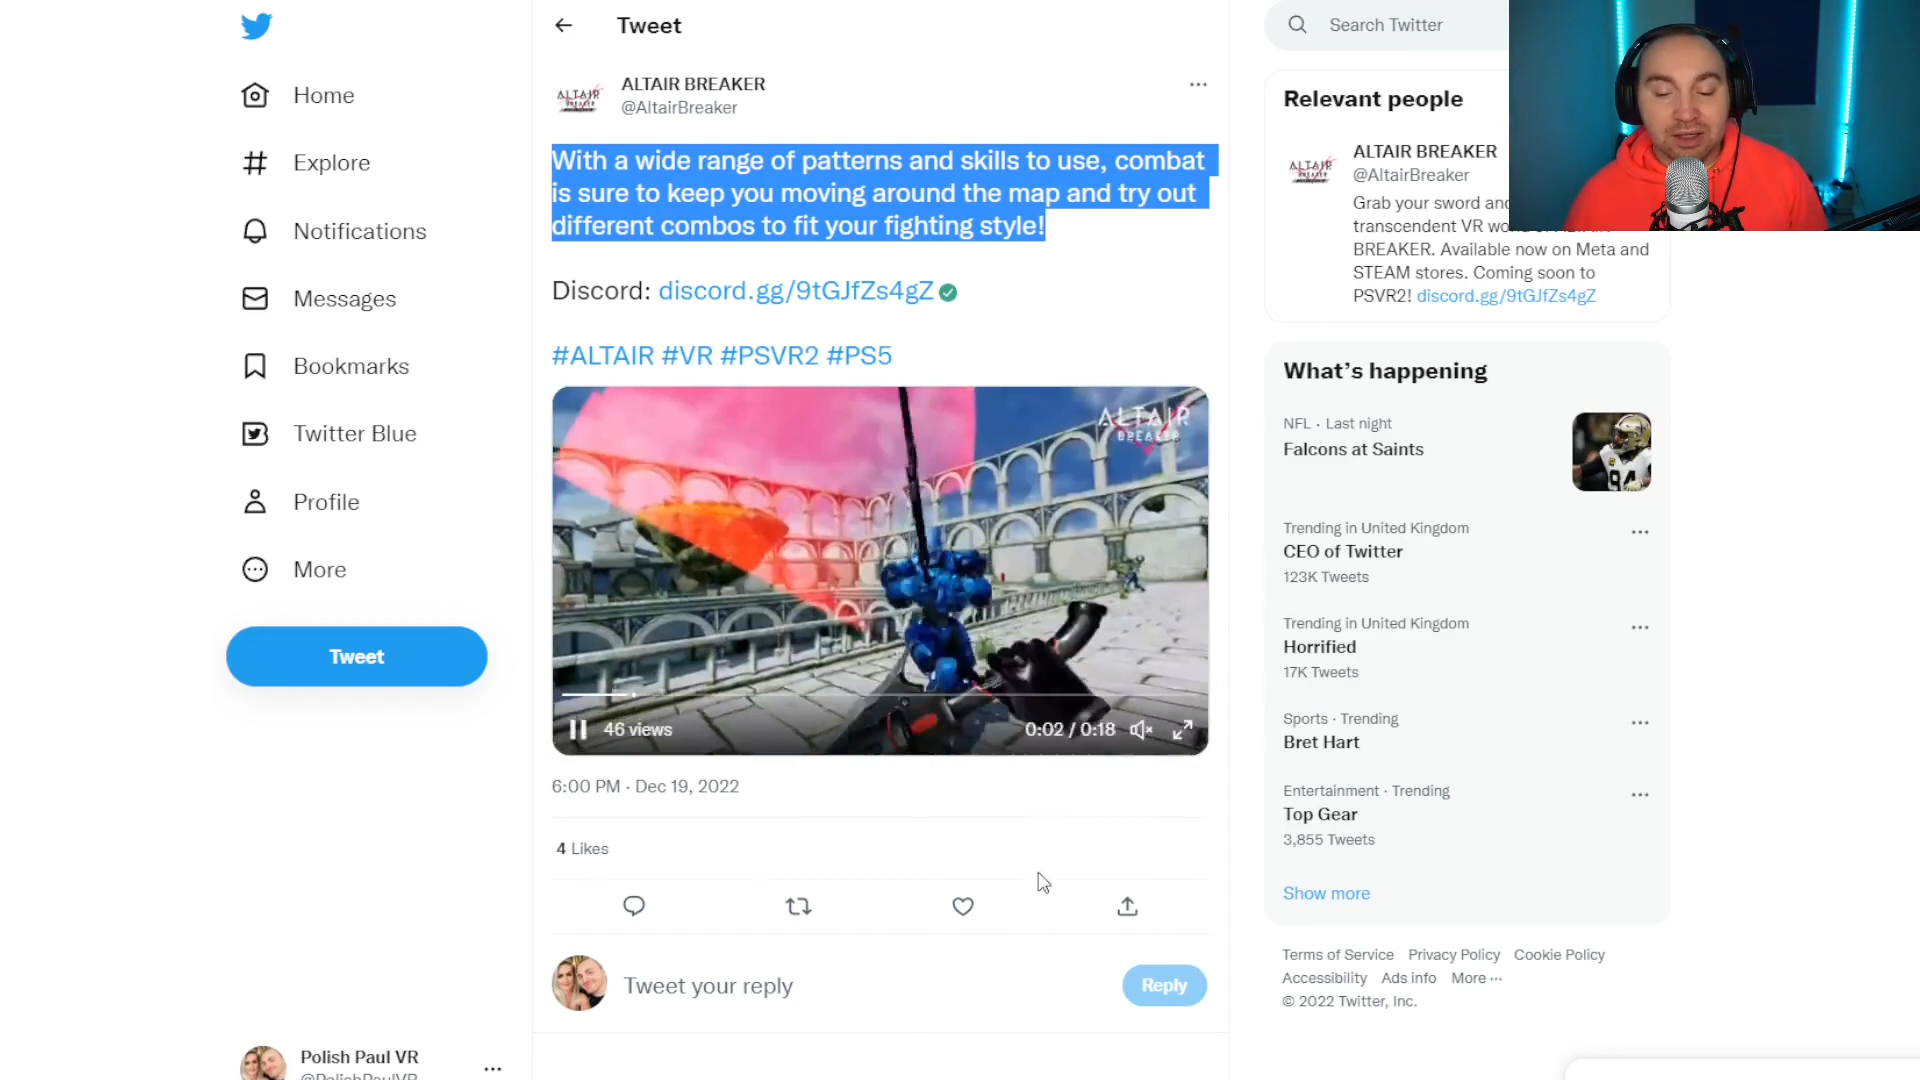 Home
Explore
Notifications
Messages
Bookmarks
Twitter Blue
Profile
More
Tweet
Polish Paul VR
@PolishPaulVR
Tweet
ALTAIR BREAKER
ALTAIR BREAKER
@AltairBreaker
With a wide range of patterns and skills to use, combat
is sure to keep you moving around the map and try out
different combos to fit your fighting style!
Discord: discord.gg/9tGJfZs4gZ
#ALTAIR #VR #PSVR2 #PS5
ALTAIR
BREAKER
46 views
0:02 / 0:18
6:00 PM · Dec 19, 2022
4 Likes
Tweet your reply
Reply
Search Twitter
Relevant people
ALTAIR
ALTAIR BREAKER
@AltairBreaker
Grab your sword and
transcendent VR
BREAKER. Available now on Meta and
STEAM stores. Coming soon to
PSVR2! discord.gg/9tGJfZs4gZ
What's happening
NFL · Last night
Falcons at Saints
94
Trending in United Kingdom
CEO of Twitter
123K Tweets
Trending in United Kingdom
Horrified
17K Tweets
Sports · Trending
Bret Hart
Entertainment · Trending
Top Gear
3,855 Tweets
Show more
Terms of Service Privacy Policy Cookie Policy
Accessibility Ads info More ···
© 2022 Twitter, Inc.